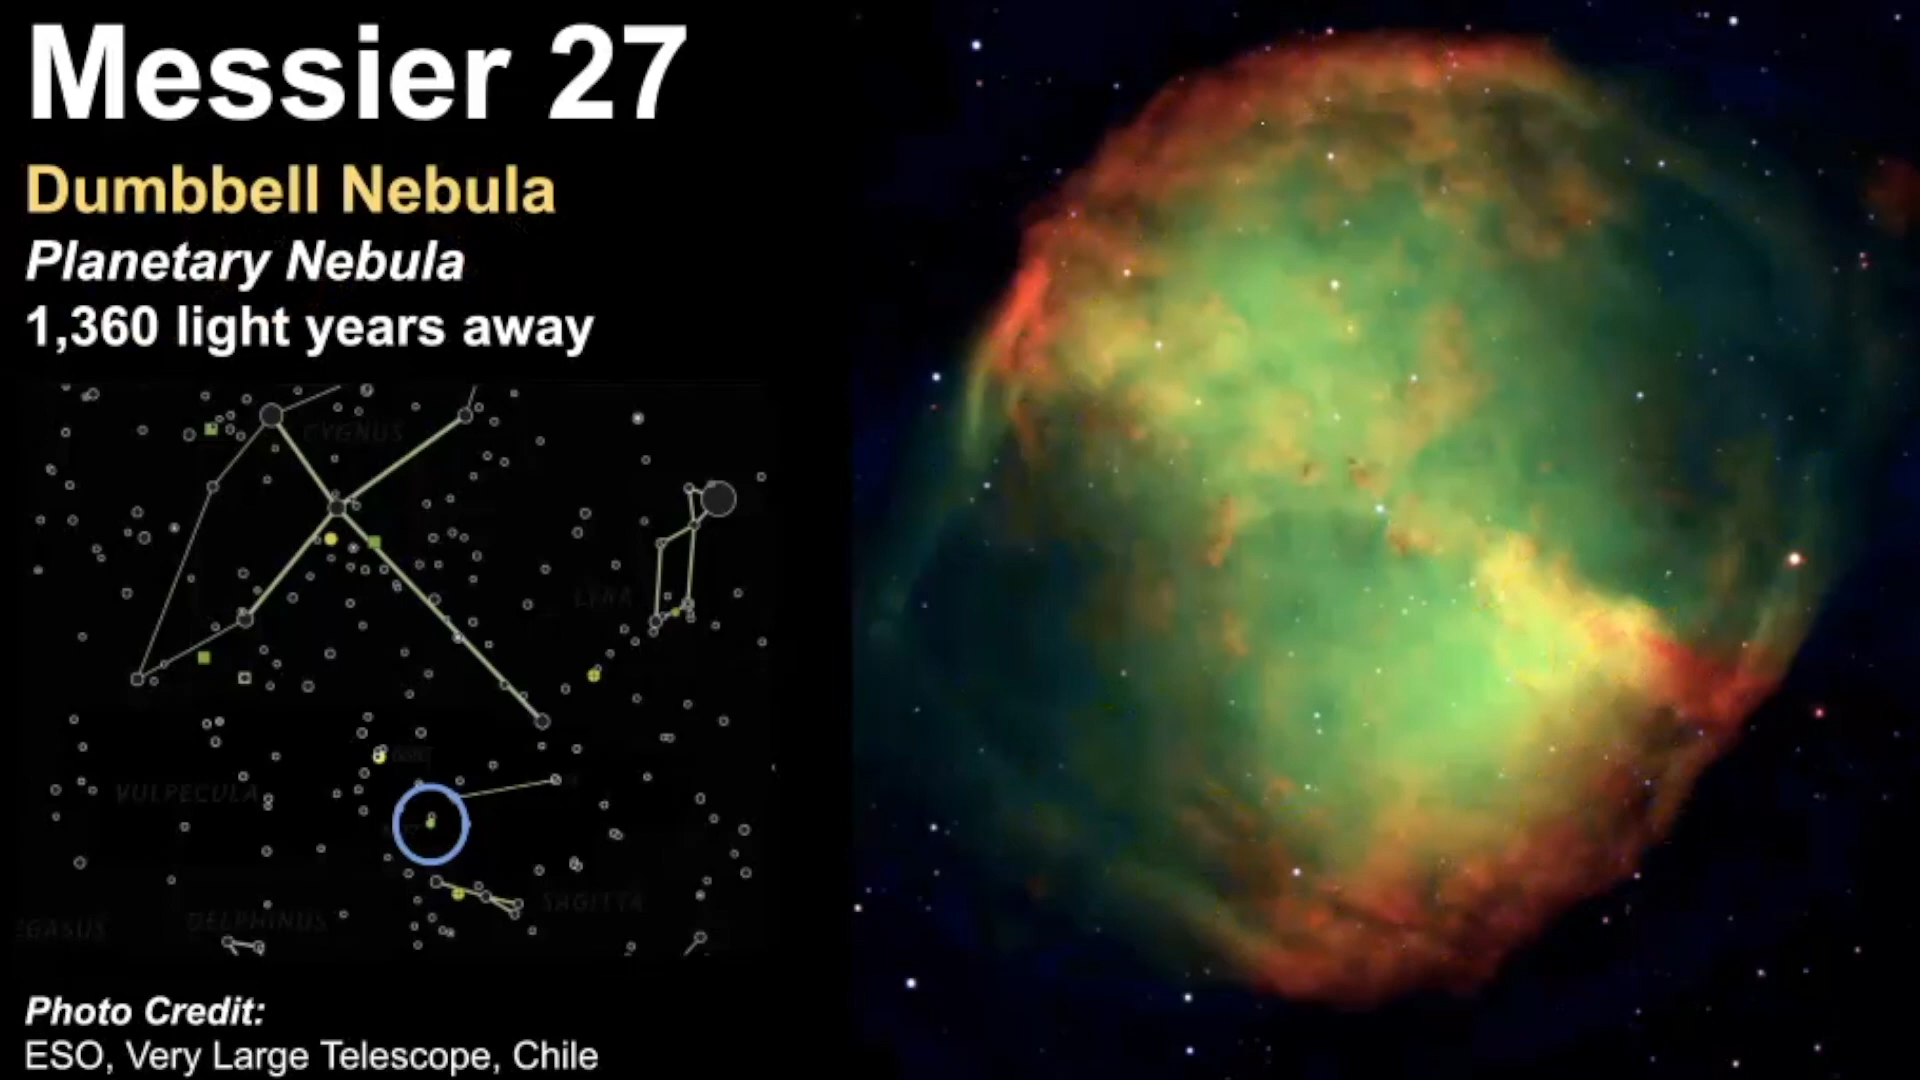 Messier 27
Dumbbell Nebula
Planetary Nebula
1,360 light years away
CYGNUS
LYRA
VULPECULA
SAGITTA
DELPHINUS
EGASUS
Photo Credit:
ESO, Very Large Telescope, Chile